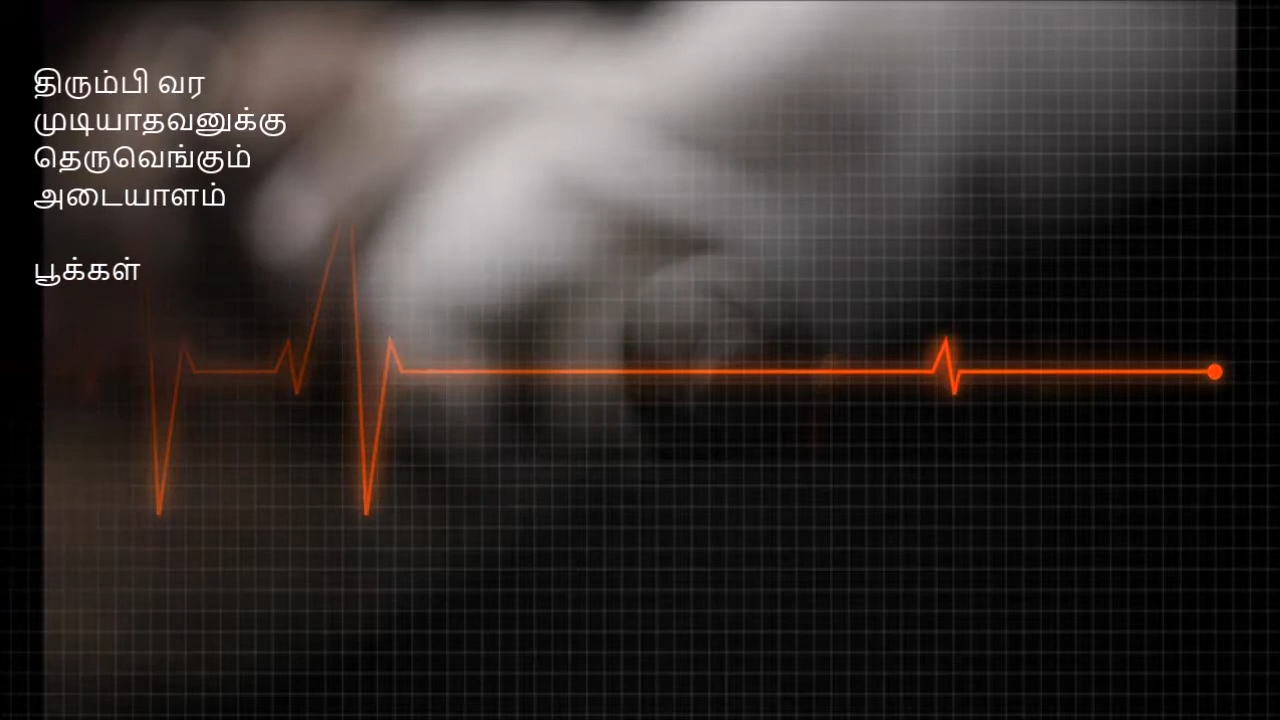 திரும்பி வர
முடியாதவனுக்கு
தெருவெங்கும்
அடையாளம்
பூக்கள்